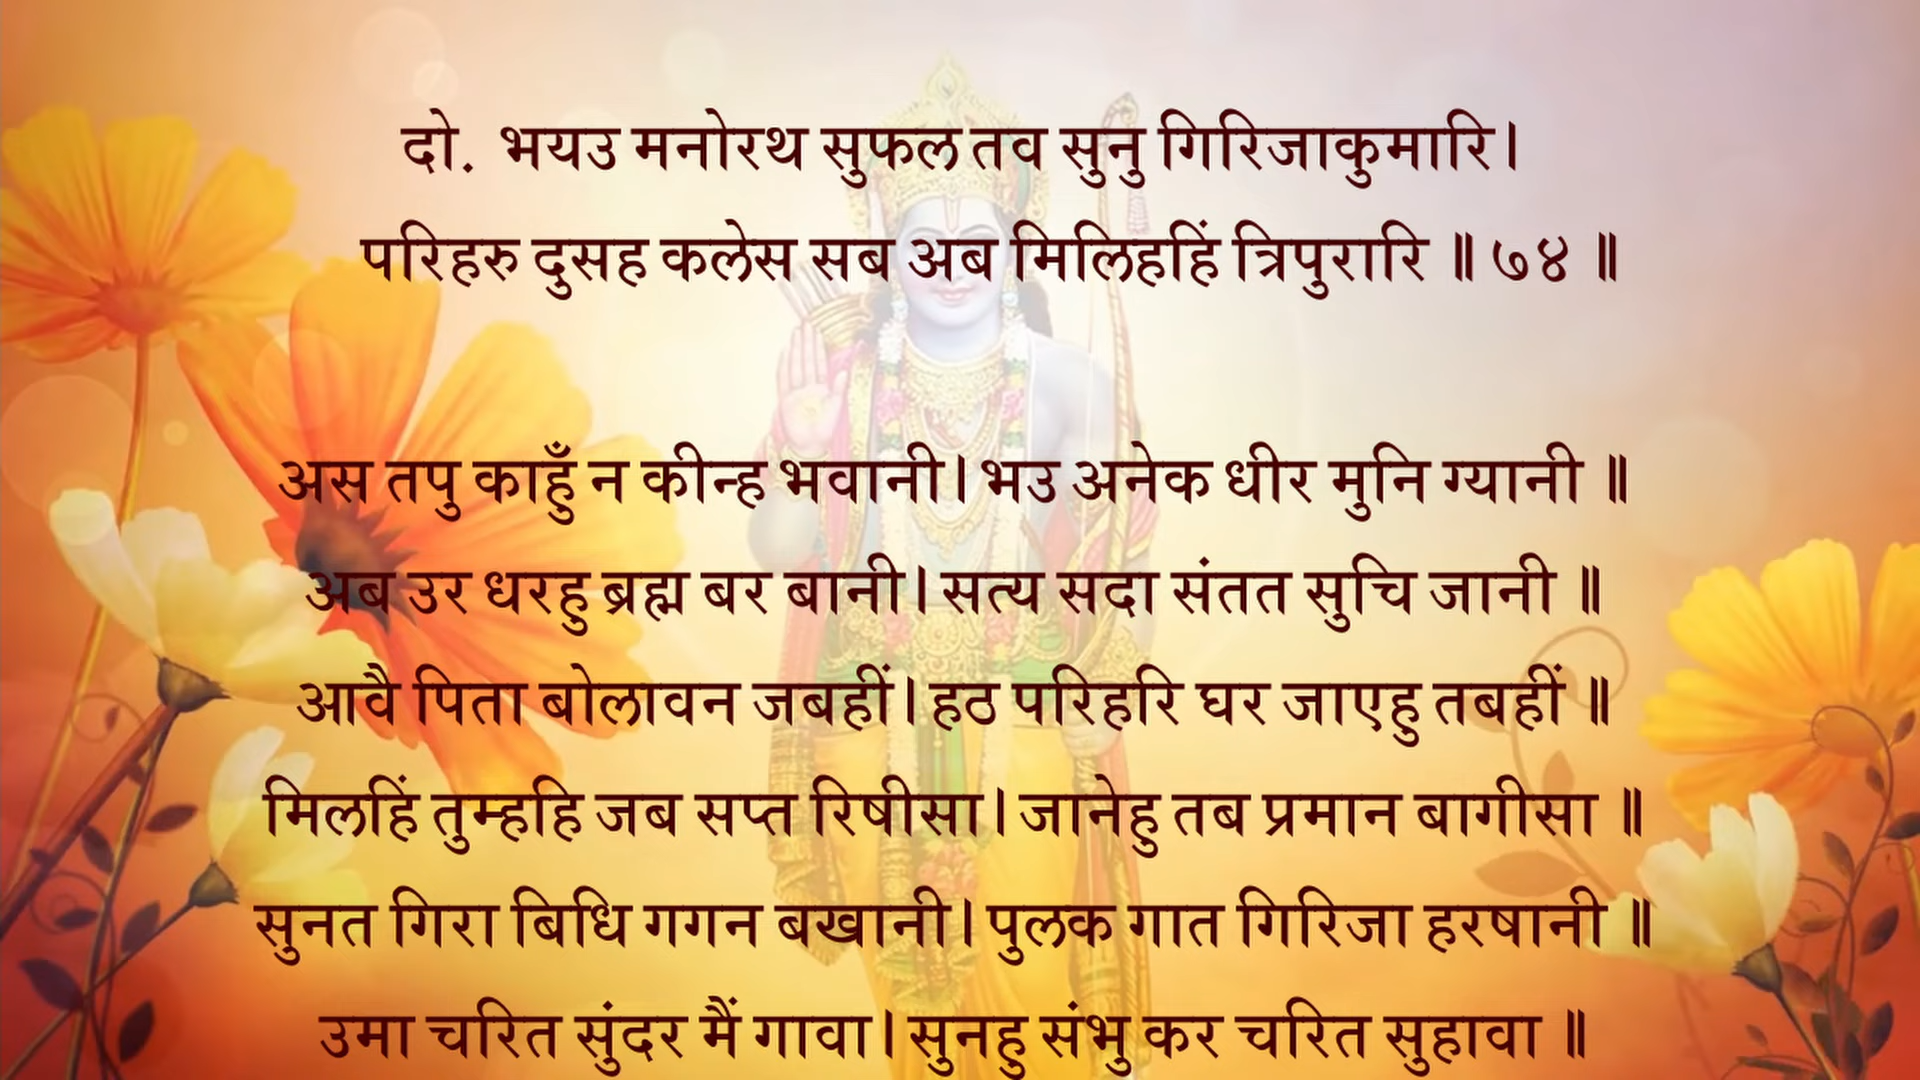 दो. भयउ मनोरथ सुफल तव सुनु गिरिजाकुमारि।
परिहरु दुसह कलेस सब अब मिलिहहिं त्रिपुरारि ॥ ७४ ॥
अस तपु काहुँ न कीन्ह भवानी। भउ अनेक धीर मुनि ग्यानी ॥
अब उर धरहु ब्रह्म बर बानी। सत्य सदा संतत सुचि जानी ॥
आवै पिता बोलावन जबहीं। हठ परिहरि घर जाएहु तबहीं ॥
मिलहिं तुम्हहि जब सप्त रिषीसा। जानेहु तब प्रमान बागीसा ॥
सुनत गिरा बिधि गगन बखानी। पुलक गात गिरिजा हरषानी ॥
उमा चरित सुंदर मैं गावा। सुनहु संभु कर चरित सुहावा ॥